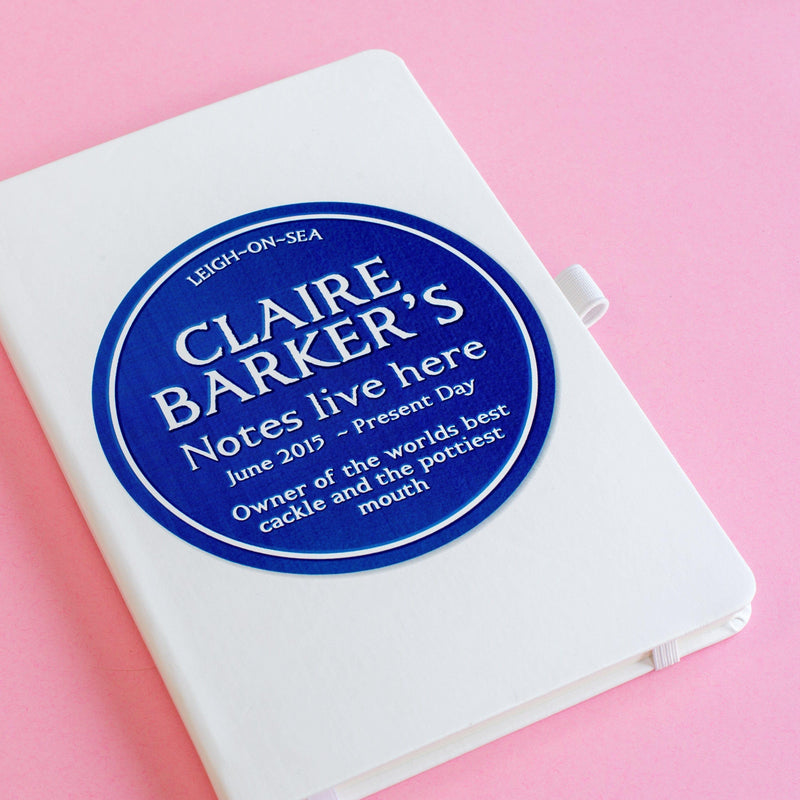 LEIGH~ON~SEA
CLAIRE
BARKER'S
Notes live here
June 2015 ~ Present Day
Owner of the worlds best
cackle and the pottiest
mouth